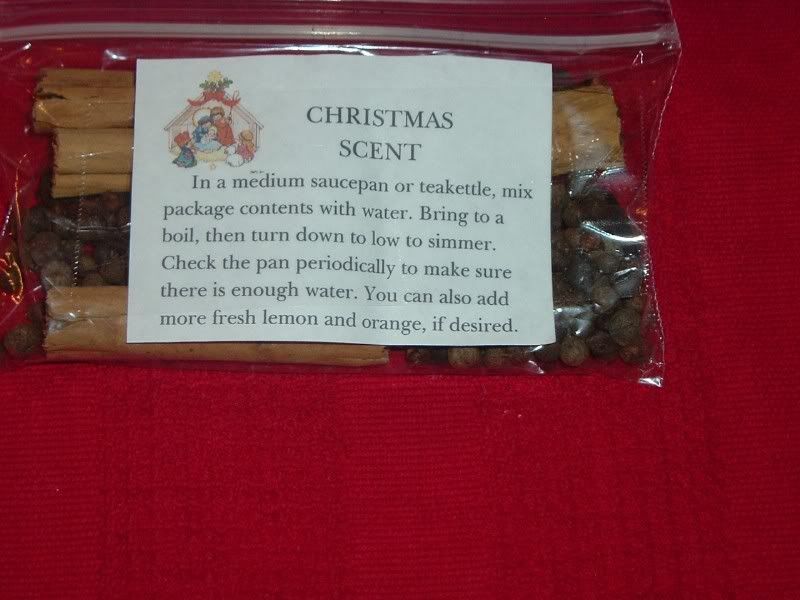 CHRISTMAS
SCENT
In a medium saucepan or teakettle, mix
package contents with water. Bring to a
boil, then turn down to low to simmer.
Check the pan periodically to make sure
there is enough water. You can also add
more fresh lemon and orange, if desired.